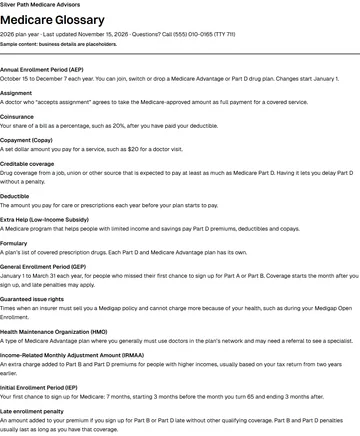 Silver Path Medicare Advisors
Medicare Glossary
2026 plan year · Last updated November 15, 2026 · Questions? Call (555) 010-0165 (TTY 711)
Sample content: business details are placeholders.
Annual Enrollment Period (AEP)
October 15 to December 7 each year. You can join, switch or drop a Medicare Advantage or Part D drug plan. Changes start January 1.
Assignment
A doctor who "accepts assignment" agrees to take the Medicare-approved amount as full payment for a covered service.
Coinsurance
Your share of a bill as a percentage, such as 20%, after you have paid your deductible.
Copayment (Copay)
A set dollar amount you pay for a service, such as $20 for a doctor visit.
Creditable coverage
Drug coverage from a job, union or other source that is expected to pay at least as much as Medicare Part D. Having it lets you delay Part D
without a penalty.
Deductible
The amount you pay for care or prescriptions each year before your plan starts to pay.
Extra Help (Low-Income Subsidy)
A Medicare program that helps people with limited income and savings pay Part D premiums, deductibles and copays.
Formulary
A plan's list of covered prescription drugs. Each Part D and Medicare Advantage plan has its own.
General Enrollment Period (GEP)
January 1 to March 31 each year, for people who missed their first chance to sign up for Part A or Part B. Coverage starts the month after you
sign up, and late penalties may apply.
Guaranteed issue rights
Times when an insurer must sell you a Medigap policy and cannot charge more because of your health, such as during your Medigap Open
Enrollment.
Health Maintenance Organization (HMO)
A type of Medicare Advantage plan where you generally must use doctors in the plan's network and may need a referral to see a specialist.
Income-Related Monthly Adjustment Amount (IRMAA)
An extra charge added to Part B and Part D premiums for people with higher incomes, usually based on your tax return from two years
earlier.
Initial Enrollment Period (IEP)
Your first chance to sign up for Medicare: 7 months, starting 3 months before the month you turn 65 and ending 3 months after.
Late enrollment penalty
An amount added to your premium if you sign up for Part B or Part D late without other qualifying coverage. Part B and Part D penalties
usually last as long as you have that coverage.